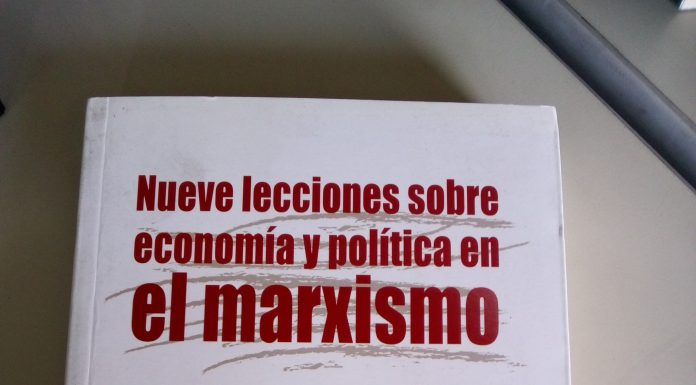 Nueve lecciones sobre
economía y política en
el marxismo